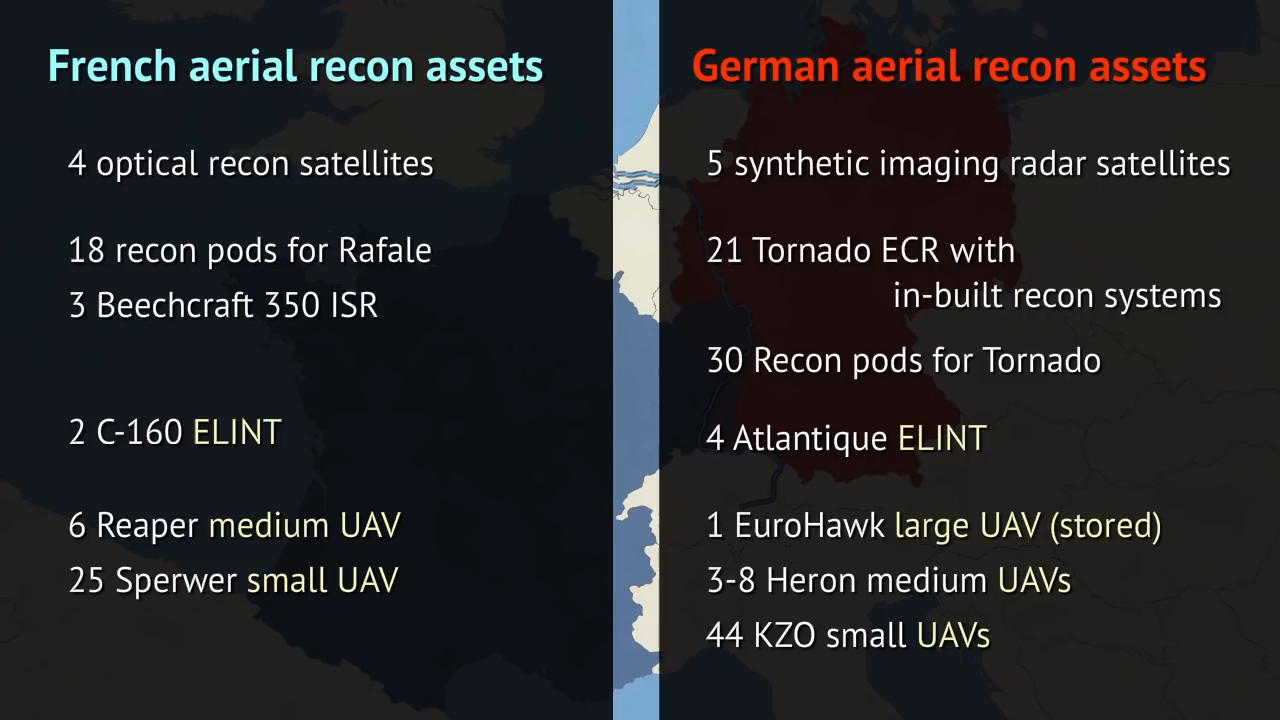 French aerial recon assets
4 optical recon satellites
18 recon pods for Rafale
3 Beechcraft 350 ISR
2 C-160 ELINT
6 Reaper medium UAV
25 Sperwer small UAV
German aerial recon assets
5 synthetic imaging radar satellites
21 Tornado ECR with
in-built recon systems
30 Recon pods for Tornado
4 Atlantique ELINT
1 EuroHawk large UAV (stored)
3-8 Heron medium UAVs
44 KZO small UAVs